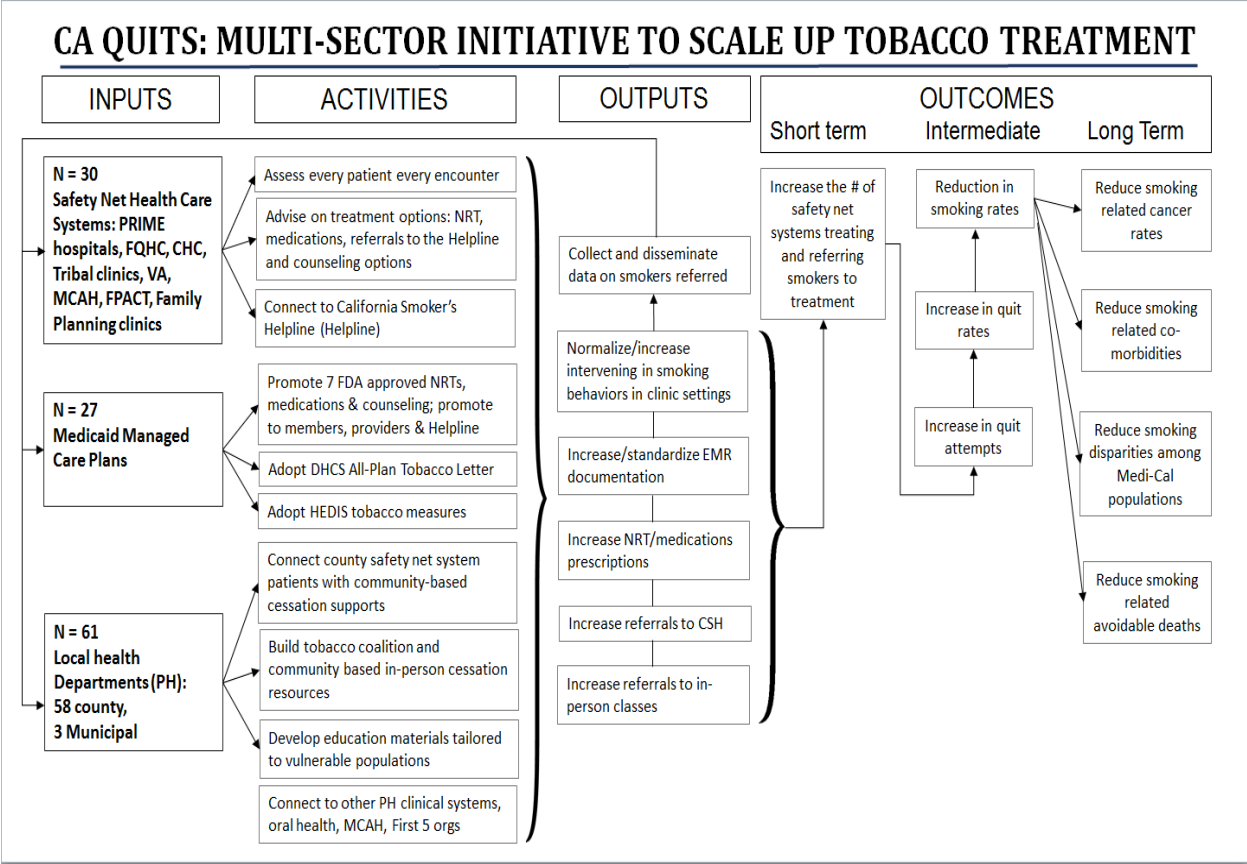 CA QUITS: MULTI-SECTOR INITIATIVE TO SCALE UP TOBACCO TREATMENT
INPUTS
ACTIVITIES
OUTPUTS
OUTCOMES
Short term
Intermediate
Long Term
N = 30
Safety Net Health Care
Systems: PRIME
hospitals, FQHC, CHC,
Tribal clinics, VA,
MCAH, FPACT, Family
Planning clinics
N = 27
Medicaid Managed
Care Plans
N = 61
Local health
Departments (PH):
58 county,
3 Municipal
Assess every patient every encounter
Advise on treatment options: NRT,
medications, referrals to the Helpline
and counseling options
Connect to California Smoker’s
Helpline (Helpline)
Promote 7 FDA approved NRTs,
medications & counseling; promote
to members, providers & Helpline
Adopt DHCS All-Plan Tobacco Letter
Adopt HEDIS tobacco measures
Connect county safety net system
patients with community-based
cessation supports
Build tobacco coalition and
community based in-person cessation
resources
Develop education materials tailored
to vulnerable populations
Connect to other PH clinical systems,
oral health, MCAH, First 5 orgs
Collect and disseminate
data on smokers referred
Normalize/increase
intervening in smoking
behaviors in clinic settings
Increase/standardize EMR
documentation
Increase NRT/medications
prescriptions
Increase referrals to CSH
Increase referrals to in-
person classes
Increase the # of
safety net
systems treating
and referring
smokers to
treatment
Reduction in
smoking rates
Increase in quit
rates
Increase in quit
attempts
Reduce smoking
related cancer
rates
Reduce smoking
related co-
morbidities
Reduce smoking
disparities among
Medi-Cal
populations
Reduce smoking
related
avoidable deaths